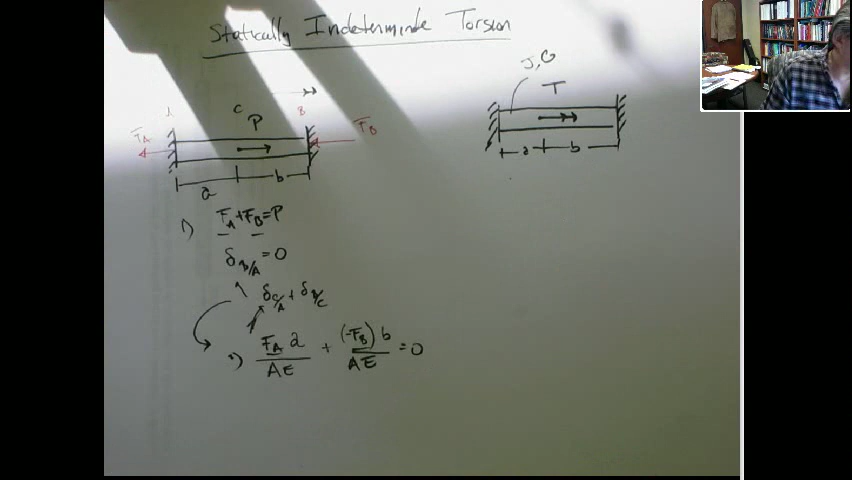 Statically Indeterminate Torsion
A C B
P
F_A F_B
a b
1) F_A + F_B = P
δ_B/A = 0
δ_C/A + δ_B/C
2) F_A a / AE + (-F_B) b / AE = 0
J, G
T
a b